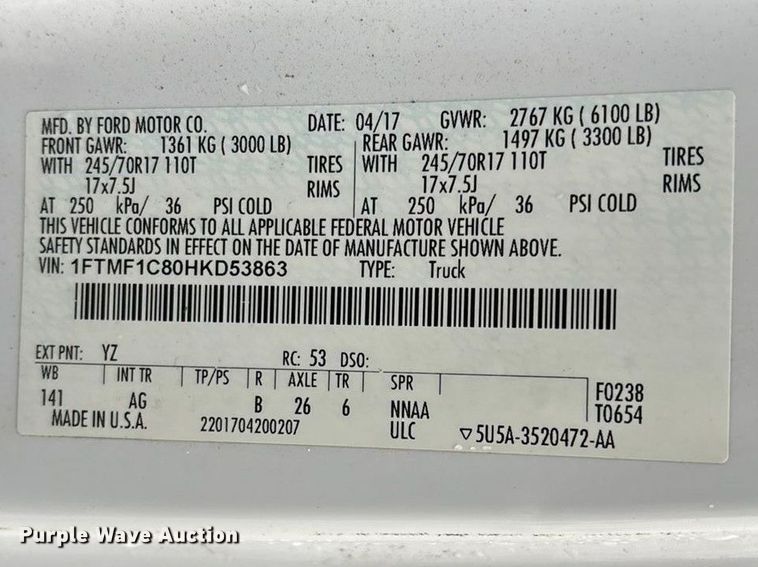 MFD. BY FORD MOTOR CO. DATE: 04/17 GVWR: 2767 KG ( 6100 LB)
FRONT GAWR: 1361 KG ( 3000 LB) REAR GAWR: 1497 KG ( 3300 LB)
WITH 245/70R17 110T TIRES WITH 245/70R17 110T TIRES
17x7.5J RIMS 17x7.5J RIMS
AT 250 kPa/ 36 PSI COLD AT 250 kPa/ 36 PSI COLD
THIS VEHICLE CONFORMS TO ALL APPLICABLE FEDERAL MOTOR VEHICLE
SAFETY STANDARDS IN EFFECT ON THE DATE OF MANUFACTURE SHOWN ABOVE.
VIN: 1FTMF1C80HKD53863 TYPE: Truck
EXT PNT: YZ RC: 53 DSO:
WB INT TR TP/PS R AXLE TR SPR
141 AG B 26 6 NNAA F0238
MADE IN U.S.A. 2201704200207 ULC ▽5U5A-3520472-AA T0654
Purple Wave Auction